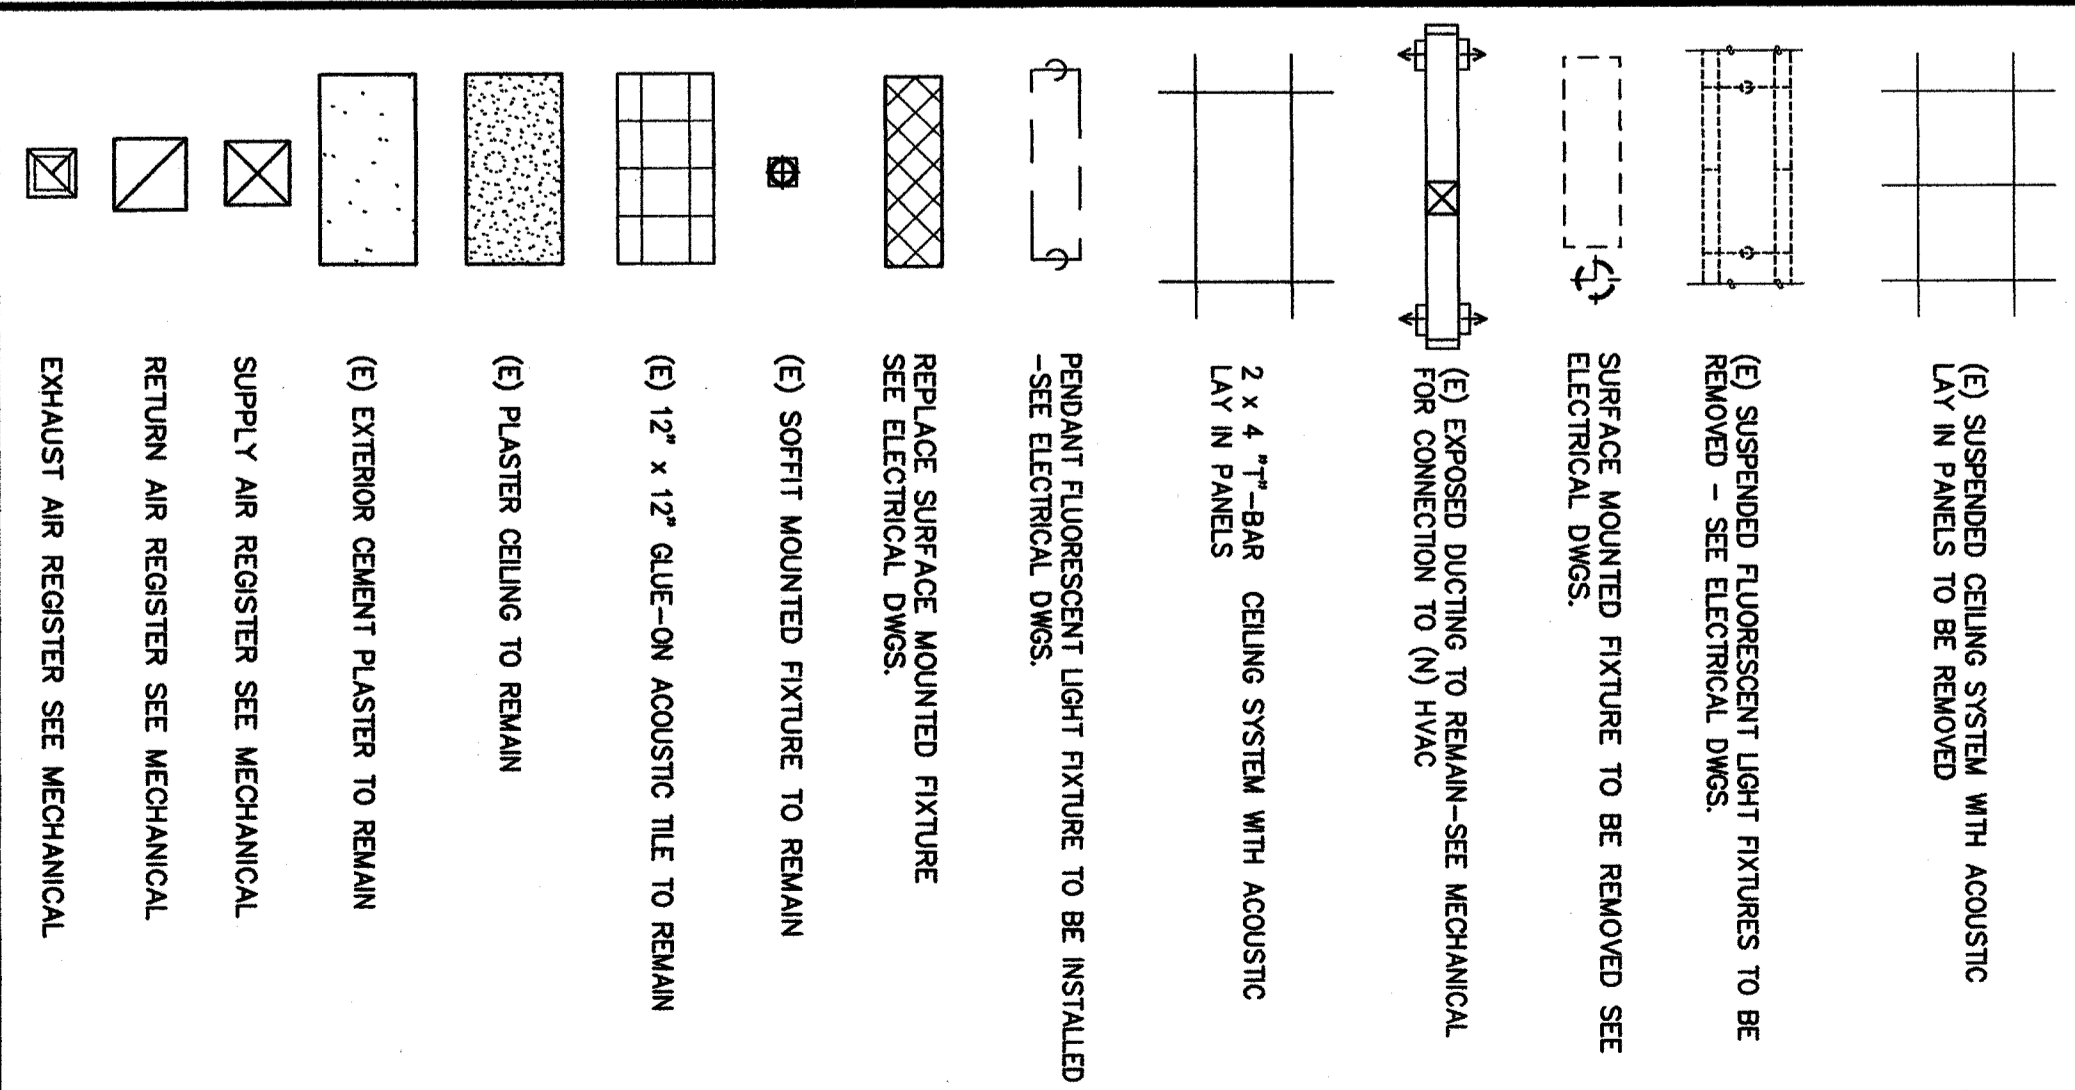 (E) SUSPENDED CEILING SYSTEM WITH ACOUSTIC
LAY IN PANELS TO BE REMOVED
(E) SUSPENDED FLUORESCENT LIGHT FIXTURES TO BE
REMOVED - SEE ELECTRICAL DWGS.
SURFACE MOUNTED FIXTURE TO BE REMOVED SEE
ELECTRICAL DWGS.
(E) EXPOSED DUCTING TO REMAIN-SEE MECHANICAL
FOR CONNECTION TO (N) HVAC
2 x 4 "T"-BAR CEILING SYSTEM WITH ACOUSTIC
LAY IN PANELS
PENDANT FLUORESCENT LIGHT FIXTURE TO BE INSTALLED
-SEE ELECTRICAL DWGS.
REPLACE SURFACE MOUNTED FIXTURE
SEE ELECTRICAL DWGS.
(E) SOFFIT MOUNTED FIXTURE TO REMAIN
(E) 12" x 12" GLUE-ON ACOUSTIC TILE TO REMAIN
(E) PLASTER CEILING TO REMAIN
(E) EXTERIOR CEMENT PLASTER TO REMAIN
SUPPLY AIR REGISTER SEE MECHANICAL
RETURN AIR REGISTER SEE MECHANICAL
EXHAUST AIR REGISTER SEE MECHANICAL